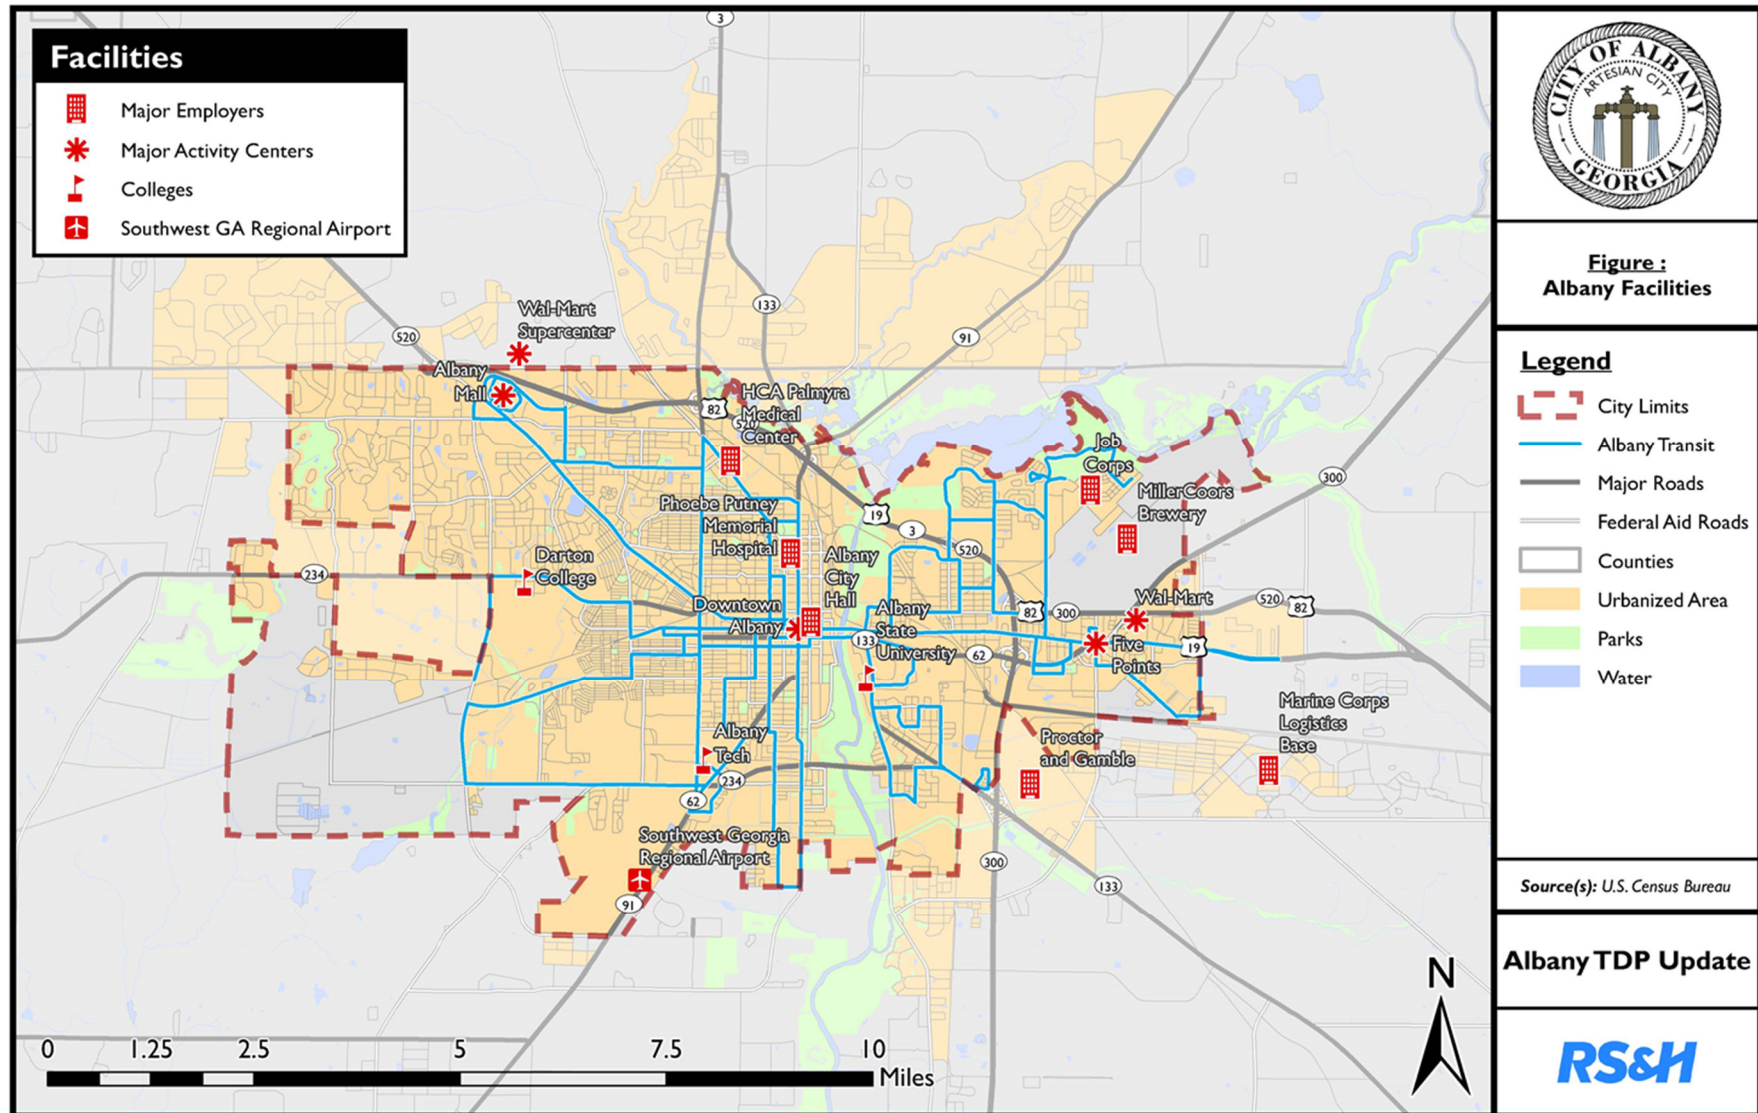 Facilities
Major Employers
Major Activity Centers
Colleges
Southwest GA Regional Airport
3
133
520
91
Wal-Mart
Supercenter
Albany
Mall
82
520
HCA Palmyra
Medical
Center
Job
Corps
300
MillerCoors
Brewery
Phoebe Putney
Memorial
Hospital
19
3
520
Albany
City
Hall
234
Darton
College
Downtown
Albany
Albany
State
University
133
62
82
300
Wal-Mart
520
82
Five
Points
19
Marine Corps
Logistics
Base
Albany
Tech
234
62
Proctor
and Gamble
Southwest Georgia
Regional Airport
91
300
133
0
1.25
2.5
5
7.5
10
Miles
N
CITY OF ALBANY
ARTESIAN CITY
GEORGIA
Figure :
Albany Facilities
Legend
City Limits
Albany Transit
Major Roads
Federal Aid Roads
Counties
Urbanized Area
Parks
Water
Source(s): U.S. Census Bureau
Albany TDP Update
RS&H